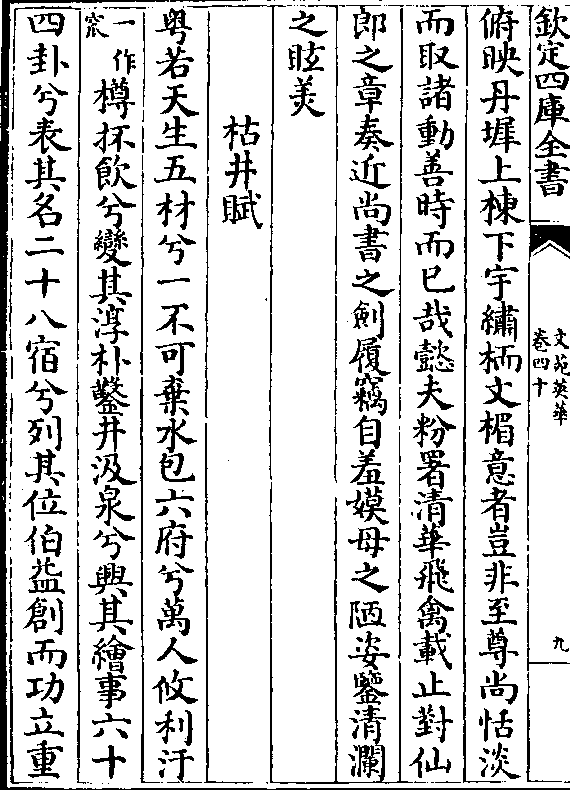 欽定四庫全書
文苑英華
卷四十
九
俯映丹墀上棟下宇繡栭文楣意者豈非至尊尚恬淡
而取諸動善時而已哉懿夫粉署清華飛禽載止對仙
郎之章奏近尚書之劍履竊自羞嫫母之陋姿鑒清瀾
之眩美
枯井賦
粤若天生五材兮一不可棄水包六府兮萬人攸利汙
一作窊樽抔飲兮變其淳朴鑿井汲泉兮興其繪事六十
四卦兮表其名二十八宿兮列其位伯益創而功立重